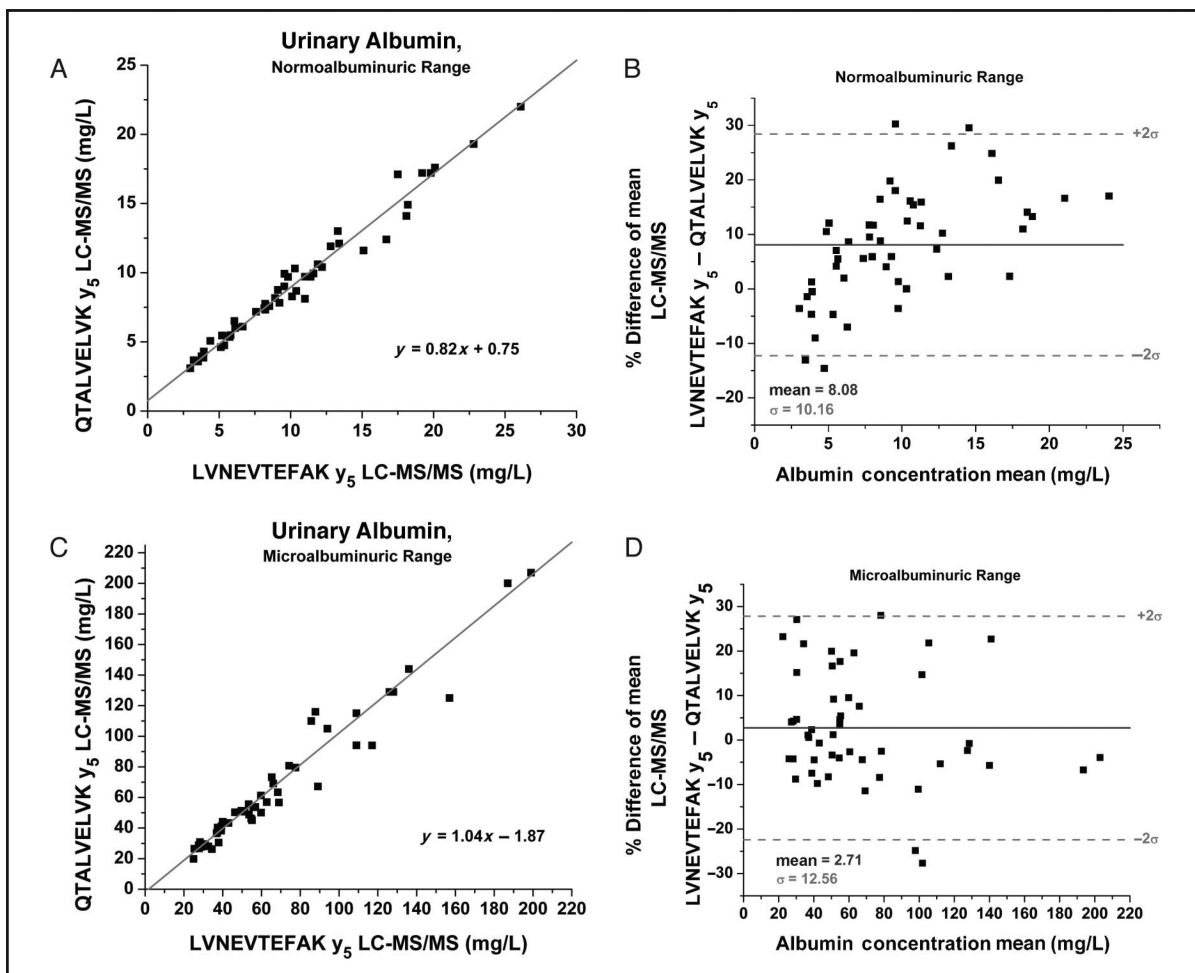 A
Urinary Albumin,
Normoalbuminuric Range
QTALVELVK y5 LC-MS/MS (mg/L)
25
20
15
10
5
0
y = 0.82x + 0.75
0 5 10 15 20 25 30
LVNEVTEFAK y5 LC-MS/MS (mg/L)
B
Normoalbuminuric Range
% Difference of mean
LC-MS/MS
LVNEVTEFAK y5 – QTALVELVK y5
30
20
10
0
−10
−20
+2σ
−2σ
mean = 8.08
σ = 10.16
0 5 10 15 20 25
Albumin concentration mean (mg/L)
C
Urinary Albumin,
Microalbuminuric Range
QTALVELVK y5 LC-MS/MS (mg/L)
220
200
180
160
140
120
100
80
60
40
20
0
y = 1.04x – 1.87
0 20 40 60 80 100 120 140 160 180 200 220
LVNEVTEFAK y5 LC-MS/MS (mg/L)
D
Microalbuminuric Range
% Difference of mean
LC-MS/MS
LVNEVTEFAK y5 – QTALVELVK y5
30
20
10
0
−10
−20
−30
+2σ
−2σ
mean = 2.71
σ = 12.56
0 20 40 60 80 100 120 140 160 180 200 220
Albumin concentration mean (mg/L)